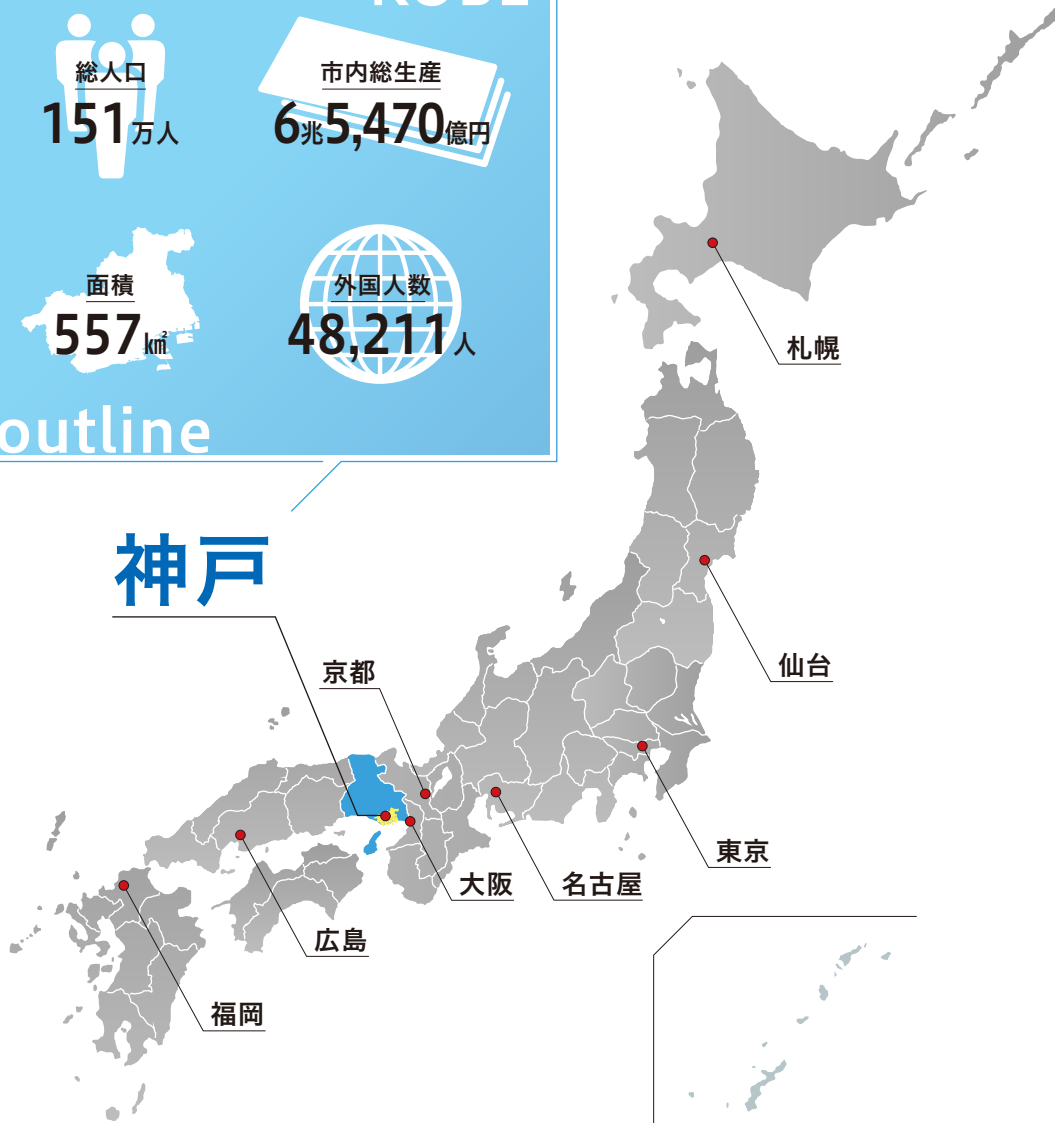 KOBE
総人口
151万人
市内総生産
6兆5,470億円
面積
557㎢
外国人数
48,211人
outline
神戸
札幌
仙台
京都
東京
大阪
名古屋
広島
福岡